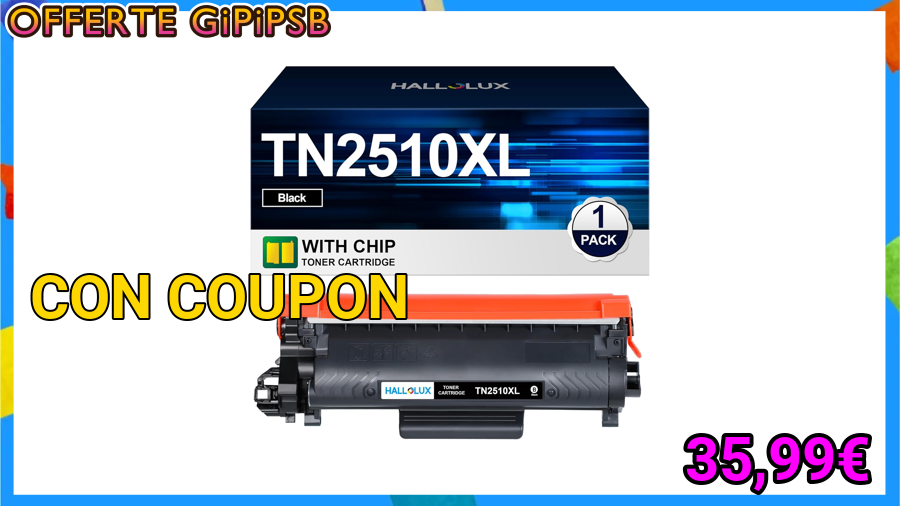 OFFERTE GiPiPSB
HALLOLUX
TN2510XL
Black
1
PACK
WITH CHIP
TONER CARTRIDGE
CON COUPON
HALLOLUX
TONER
CARTRIDGE
TN2510XL
B
35,99€